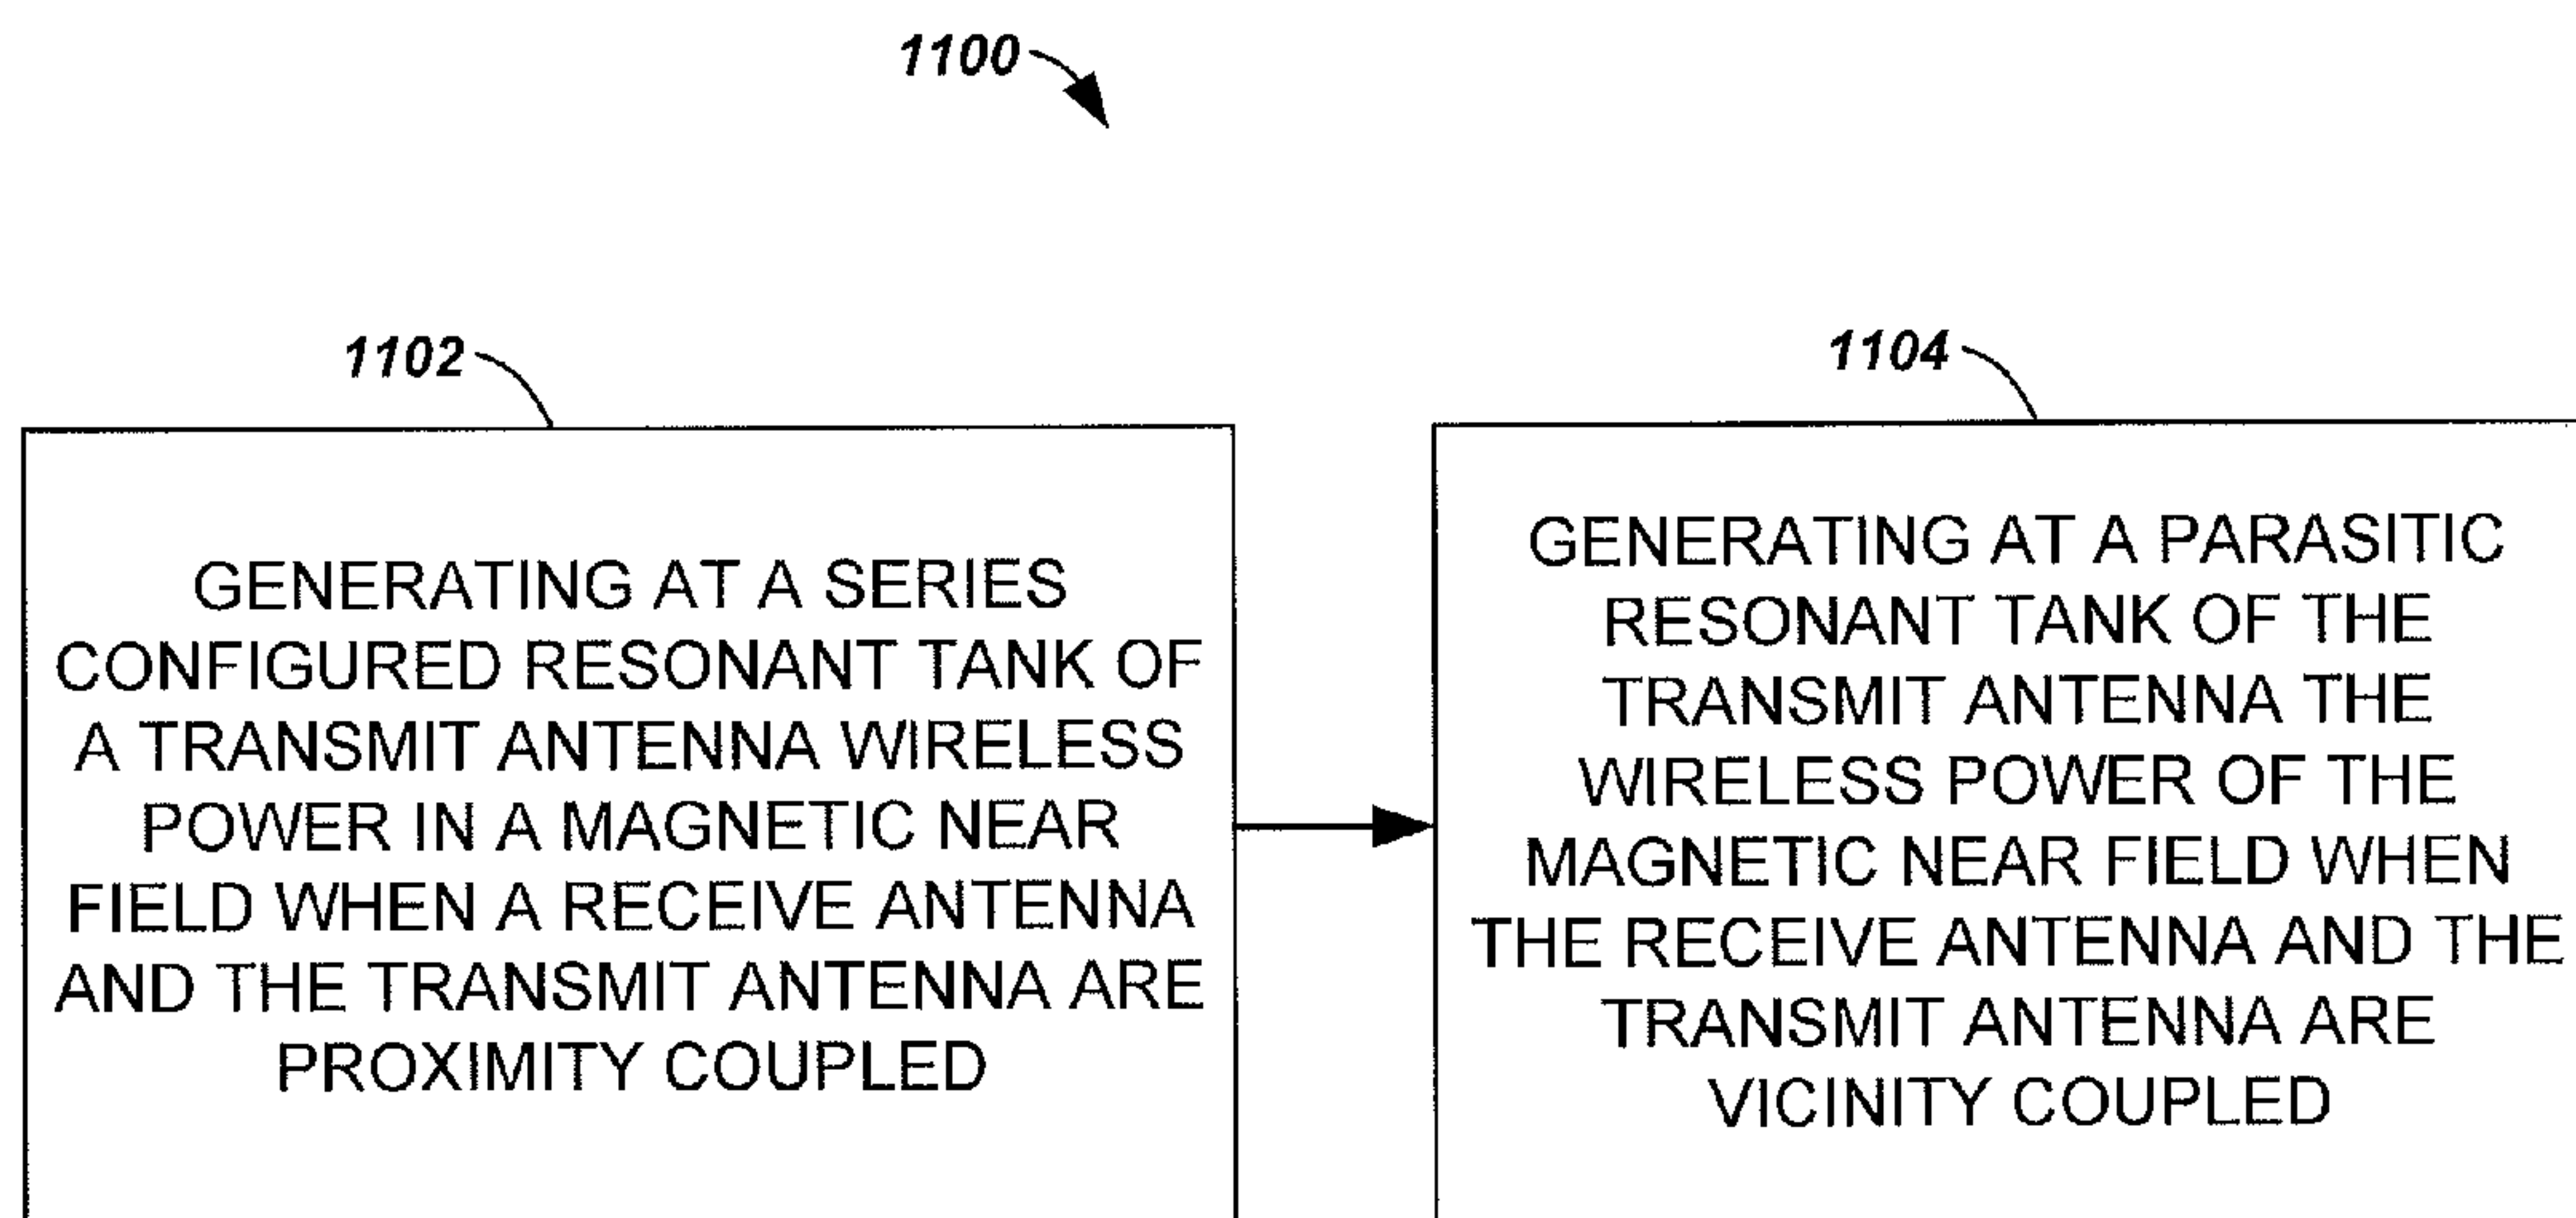 1100
1102
GENERATING AT A SERIES
CONFIGURED RESONANT TANK OF
A TRANSMIT ANTENNA WIRELESS
POWER IN A MAGNETIC NEAR
FIELD WHEN A RECEIVE ANTENNA
AND THE TRANSMIT ANTENNA ARE
PROXIMITY COUPLED
1104
GENERATING AT A PARASITIC
RESONANT TANK OF THE
TRANSMIT ANTENNA THE
WIRELESS POWER OF THE
MAGNETIC NEAR FIELD WHEN
THE RECEIVE ANTENNA AND THE
TRANSMIT ANTENNA ARE
VICINITY COUPLED